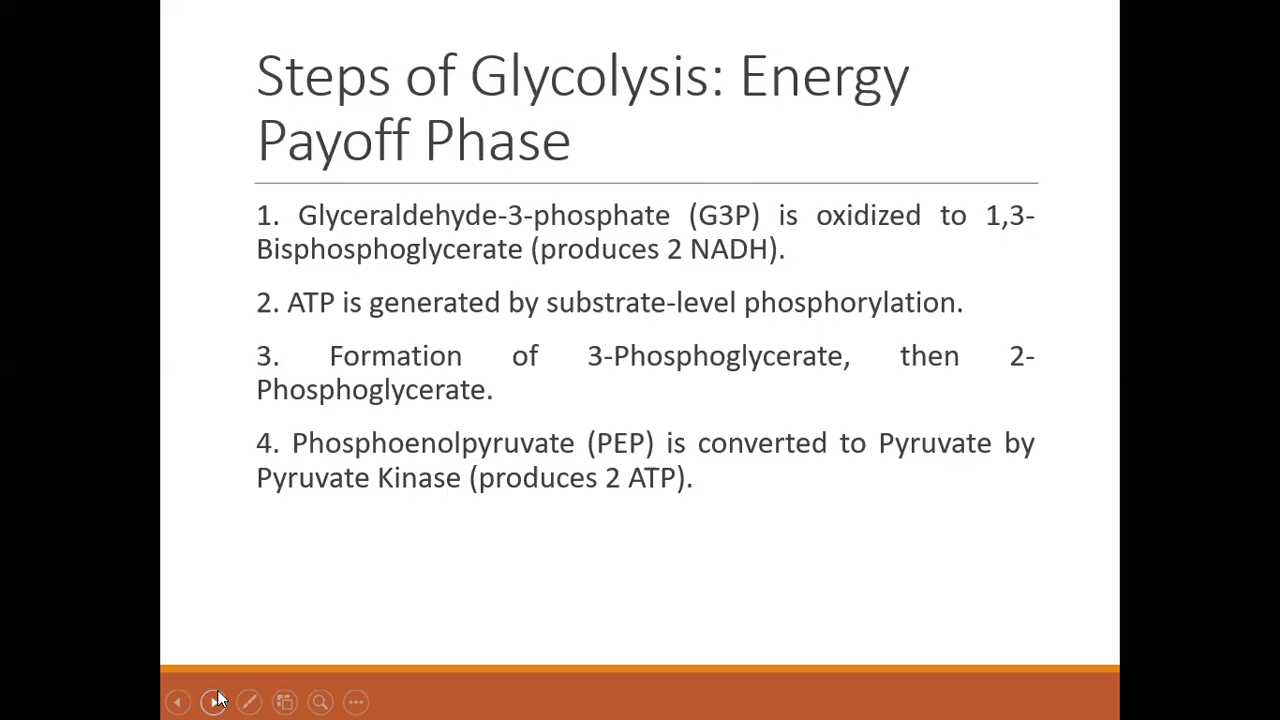 Steps of Glycolysis: Energy
Payoff Phase
1. Glyceraldehyde-3-phosphate (G3P) is oxidized to 1,3-
Bisphosphoglycerate (produces 2 NADH).
2. ATP is generated by substrate-level phosphorylation.
3. Formation of 3-Phosphoglycerate, then 2-
Phosphoglycerate.
4. Phosphoenolpyruvate (PEP) is converted to Pyruvate by
Pyruvate Kinase (produces 2 ATP).